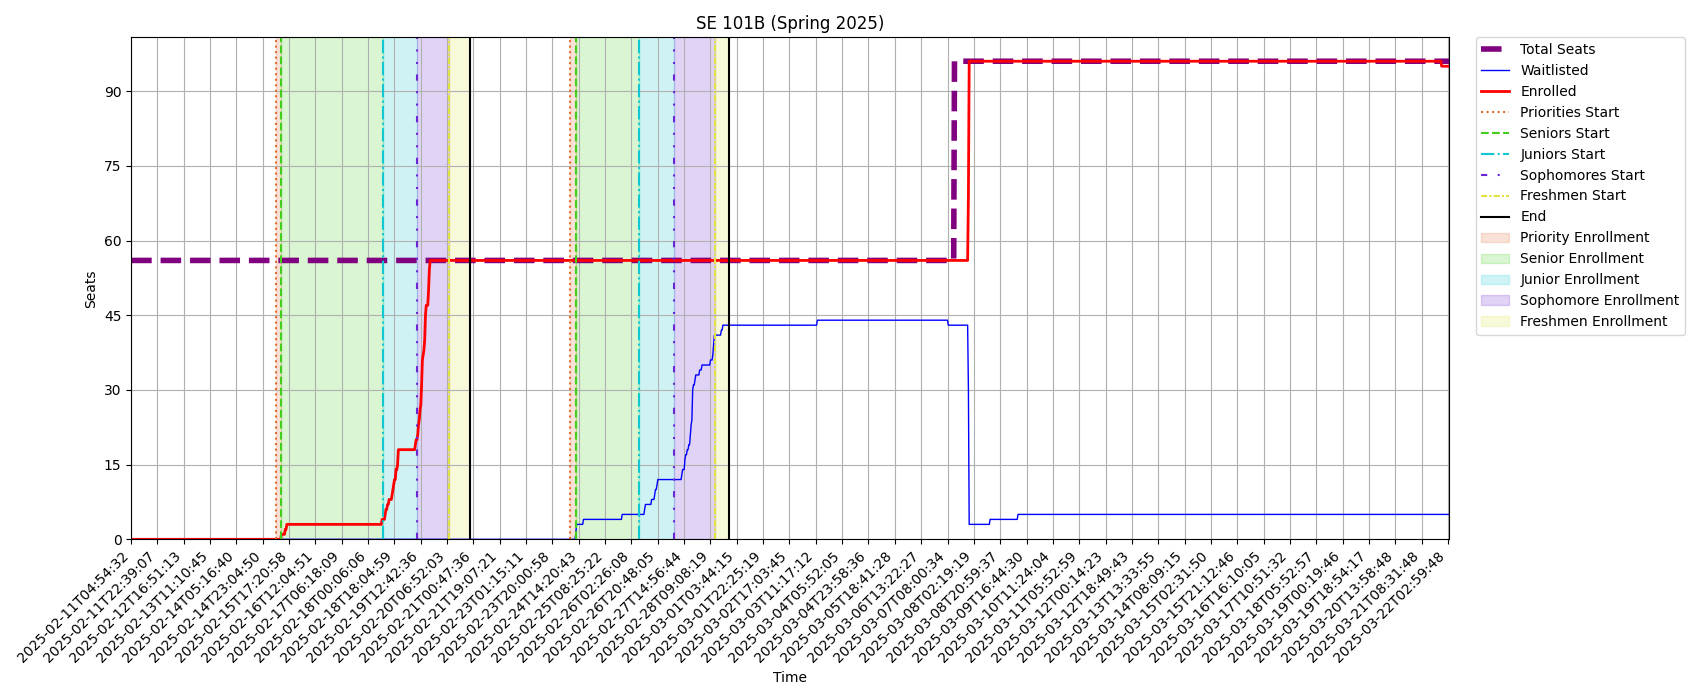 SE 101B (Spring 2025)
Seats
90
75
60
45
30
15
0
2025-02-11T04:54:32
2025-02-11T22:39:07
2025-02-12T16:51:13
2025-02-13T11:10:45
2025-02-14T05:16:40
2025-02-14T23:04:50
2025-02-15T17:20:58
2025-02-16T12:04:51
2025-02-17T06:18:09
2025-02-18T00:06:06
2025-02-18T18:04:59
2025-02-19T12:42:36
2025-02-20T06:52:03
2025-02-21T00:47:36
2025-02-21T19:07:21
2025-02-22T13:15:11
2025-02-23T20:00:58
2025-02-24T14:20:43
2025-02-25T08:25:22
2025-02-26T02:26:08
2025-02-26T20:48:05
2025-02-27T14:56:44
2025-02-28T09:08:19
2025-03-01T03:44:15
2025-03-01T22:25:19
2025-03-02T17:03:45
2025-03-03T11:17:12
2025-03-04T05:52:05
2025-03-04T23:58:36
2025-03-05T18:41:28
2025-03-06T13:22:27
2025-03-07T08:00:34
2025-03-08T02:19:19
2025-03-08T20:59:37
2025-03-09T16:44:30
2025-03-10T11:24:04
2025-03-11T05:52:59
2025-03-12T00:14:23
2025-03-12T18:49:43
2025-03-13T13:33:55
2025-03-14T08:09:15
2025-03-15T02:31:50
2025-03-15T21:12:46
2025-03-16T16:10:05
2025-03-17T10:51:32
2025-03-18T05:52:57
2025-03-19T00:19:46
2025-03-19T18:54:17
2025-03-20T13:58:48
2025-03-21T08:31:48
2025-03-22T02:59:48
Time
Total Seats
Waitlisted
Enrolled
Priorities Start
Seniors Start
Juniors Start
Sophomores Start
Freshmen Start
End
Priority Enrollment
Senior Enrollment
Junior Enrollment
Sophomore Enrollment
Freshmen Enrollment